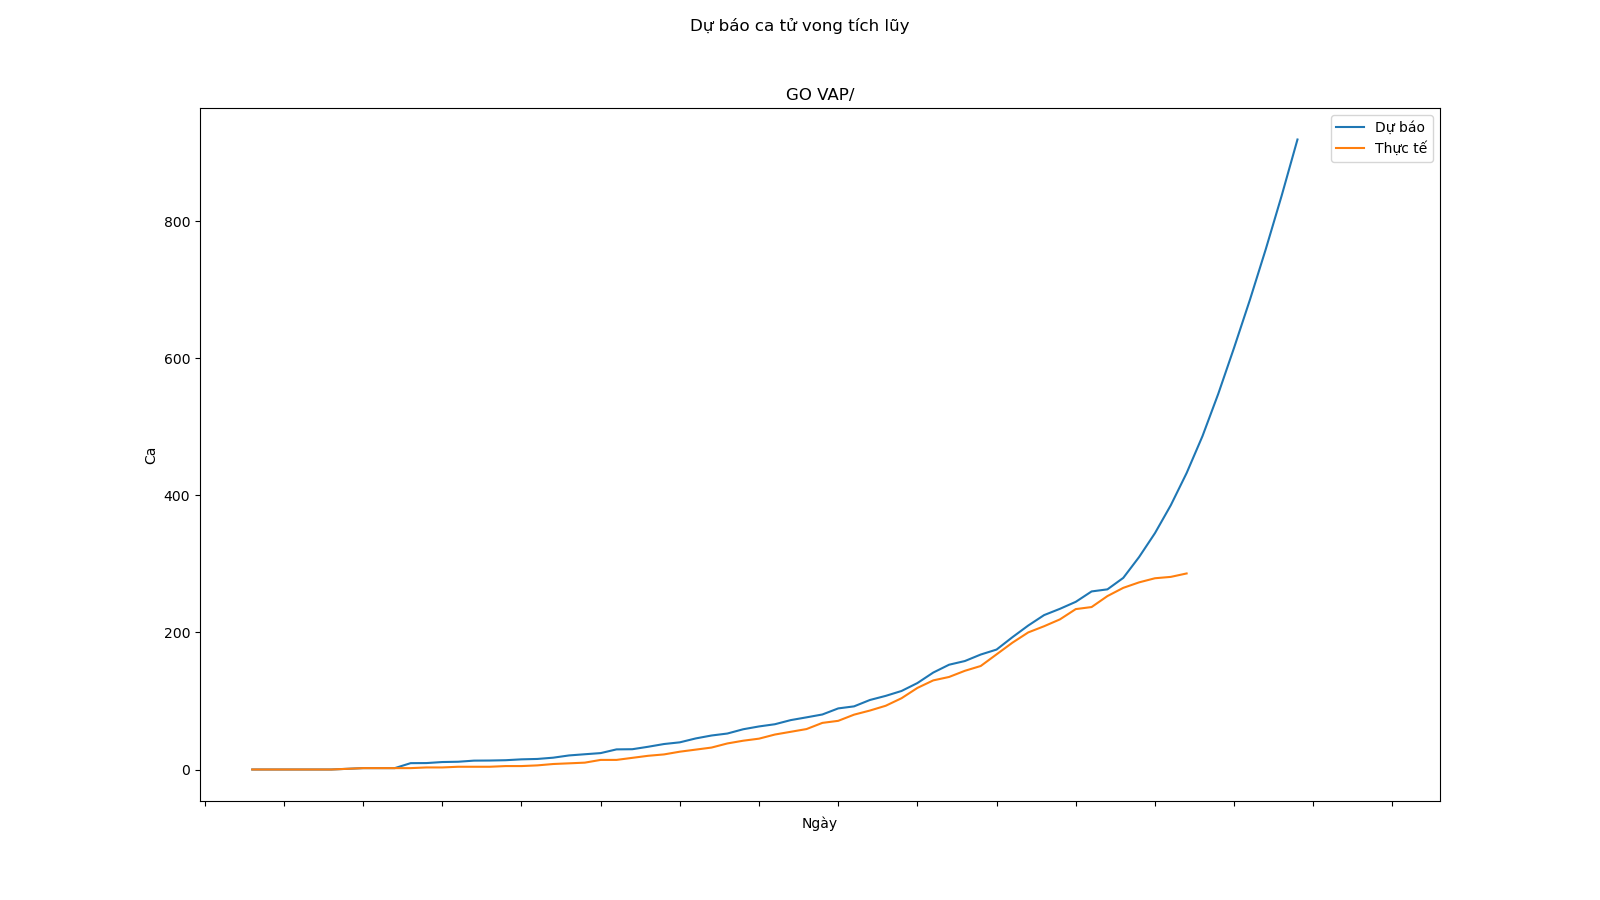 Dự báo ca tử vong tích lũy
GO VAP/
Dự báo
Thực tế
800
600
400
200
0
Ca
Ngày